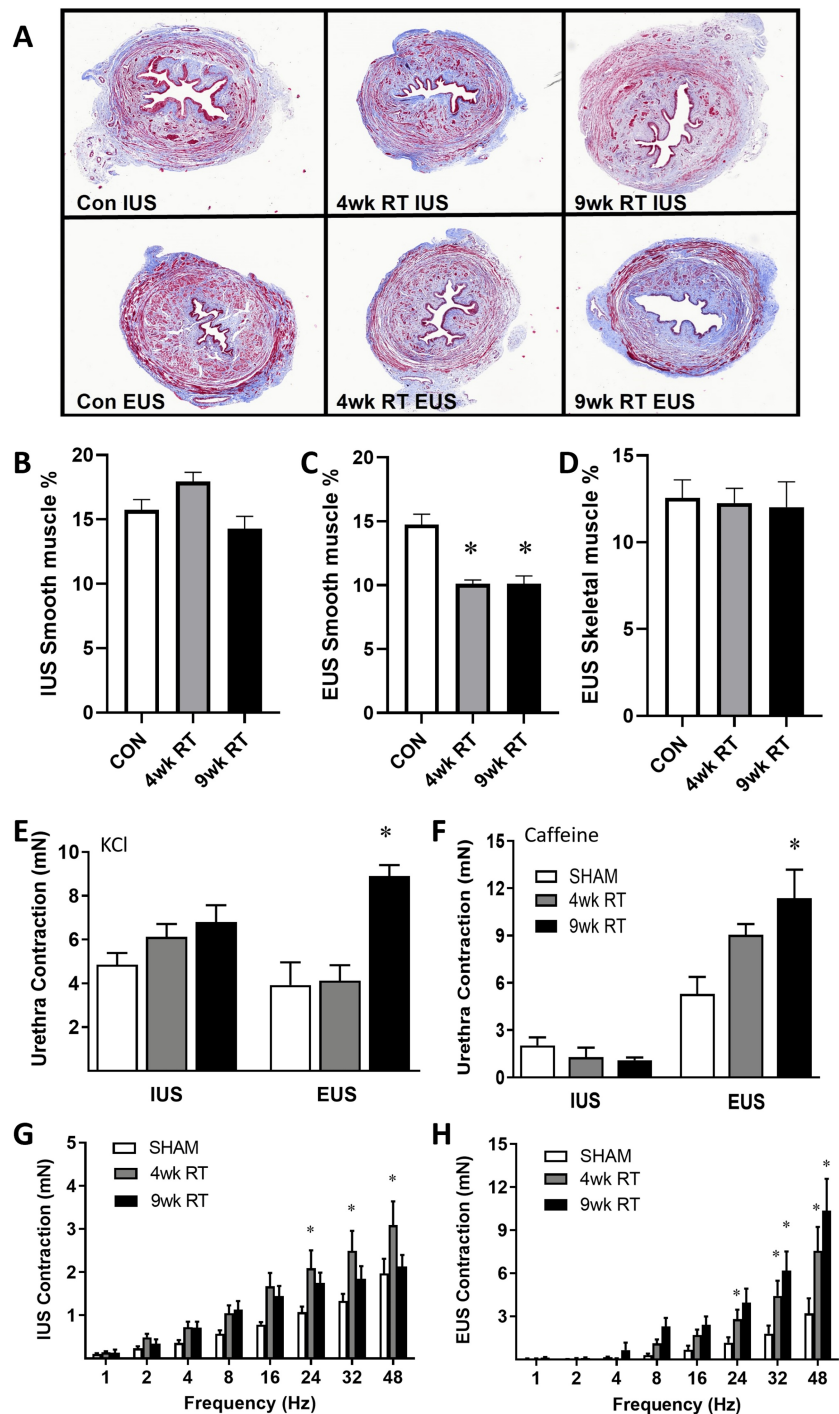 A
Con IUS
4wk RT IUS
9wk RT IUS
Con EUS
4wk RT EUS
9wk RT EUS
B
IUS Smooth muscle %
20
15
10
5
0
CON
4wk RT
9wk RT
C
EUS Smooth muscle %
20
15
10
5
0
*
*
CON
4wk RT
9wk RT
D
EUS Skeletal muscle %
15
10
5
0
CON
4wk RT
9wk RT
E
KCl
Urethra Contraction (mN)
10
8
6
4
2
*
IUS
EUS
F
Caffeine
SHAM
4wk RT
9wk RT
Urethra Contraction (mN)
15
12
9
6
3
0
*
IUS
EUS
G
SHAM
4wk RT
9wk RT
IUS Contraction (mN)
5
4
3
2
1
*
*
*
1 2 4 8 16 24 32 48
Frequency (Hz)
H
SHAM
4wk RT
9wk RT
EUS Contraction (mN)
15
12
9
6
3
*
*
*
*
*
1 2 4 8 16 24 32 48
Frequency (Hz)